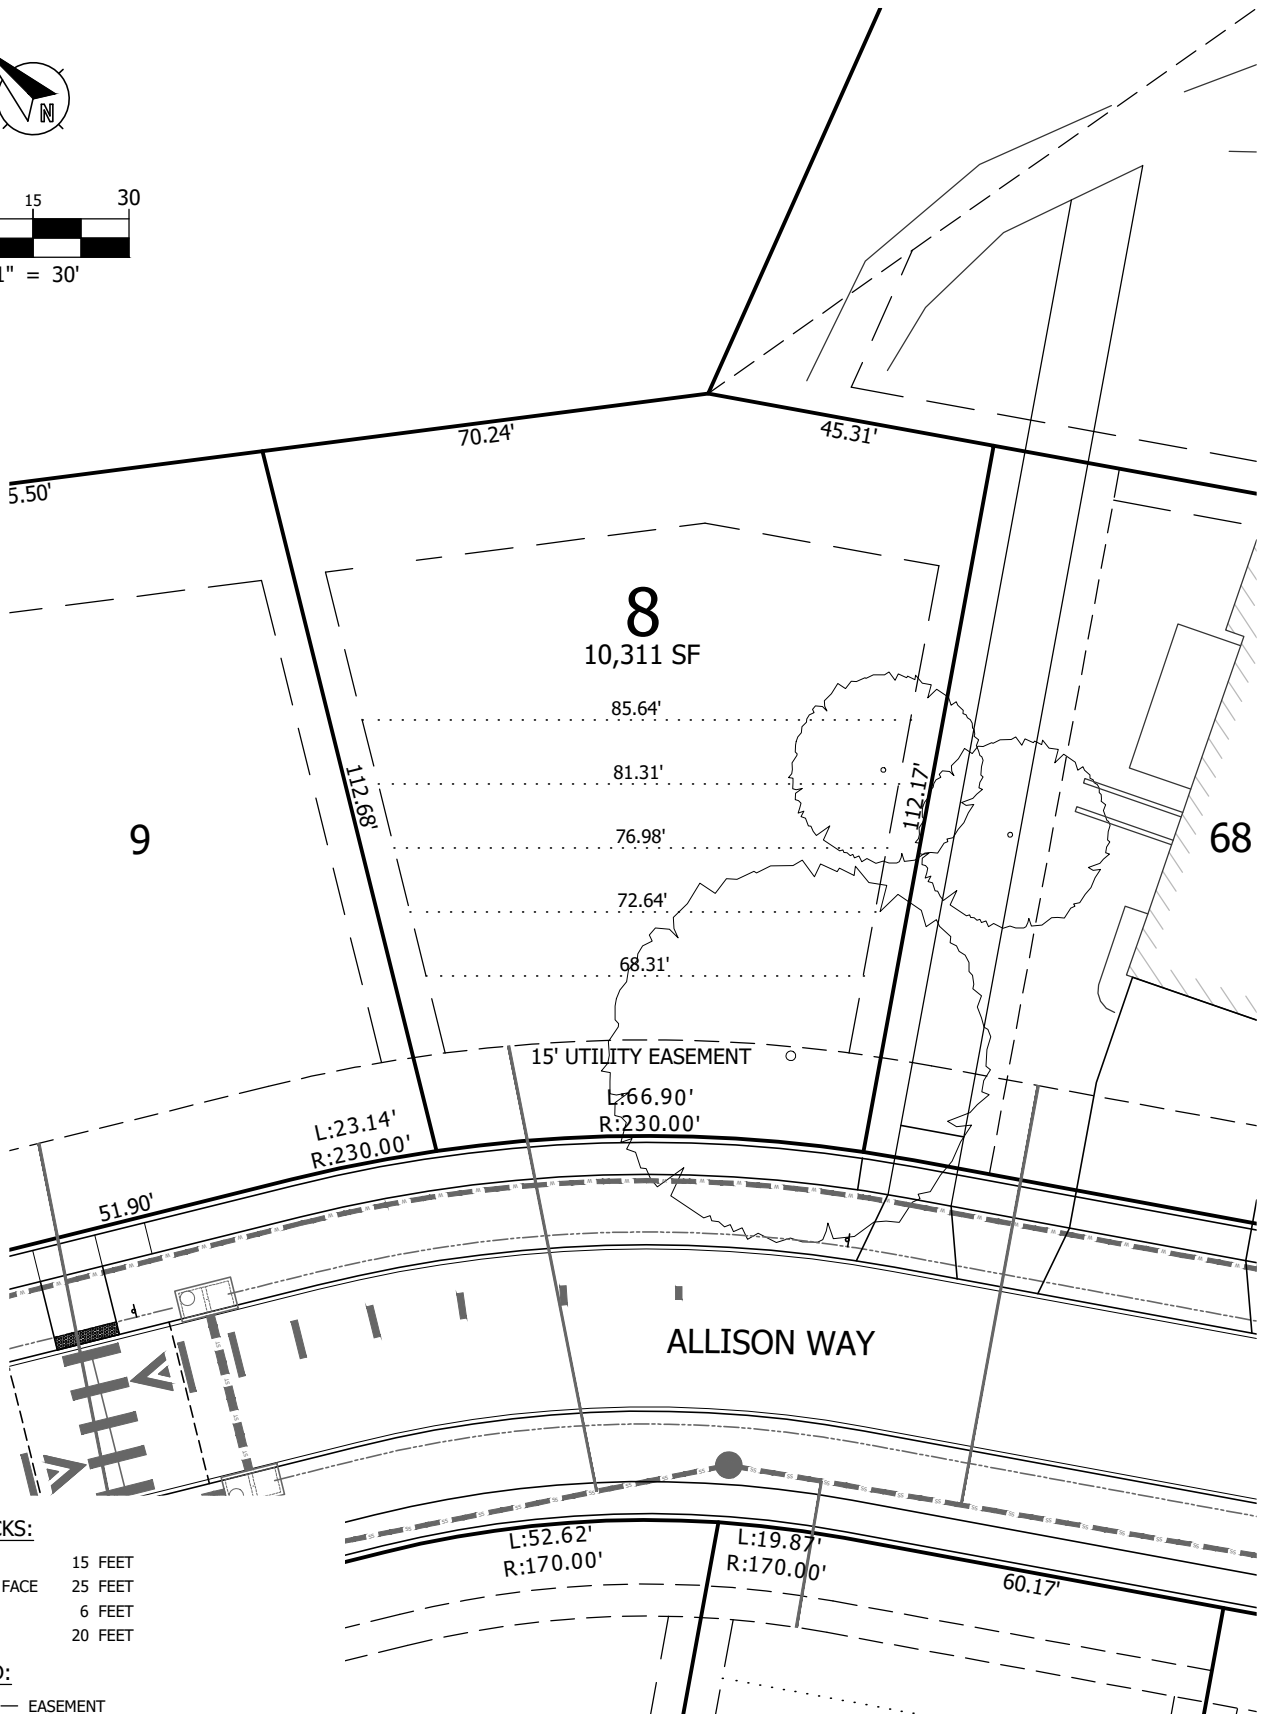 N
15 30
1" = 30'
70.24'
45.31'
5.50'
8
10,311 SF
85.64'
81.31'
76.98'
72.64'
68.31'
112.68'
112.17'
9
68
15' UTILITY EASEMENT
L:66.90'
R:230.00'
L:23.14'
R:230.00'
51.90'
ALLISON WAY
L:52.62'
R:170.00'
L:19.87'
R:170.00'
60.17'
CKS:
15 FEET
FACE 25 FEET
6 FEET
20 FEET
D:
EASEMENT